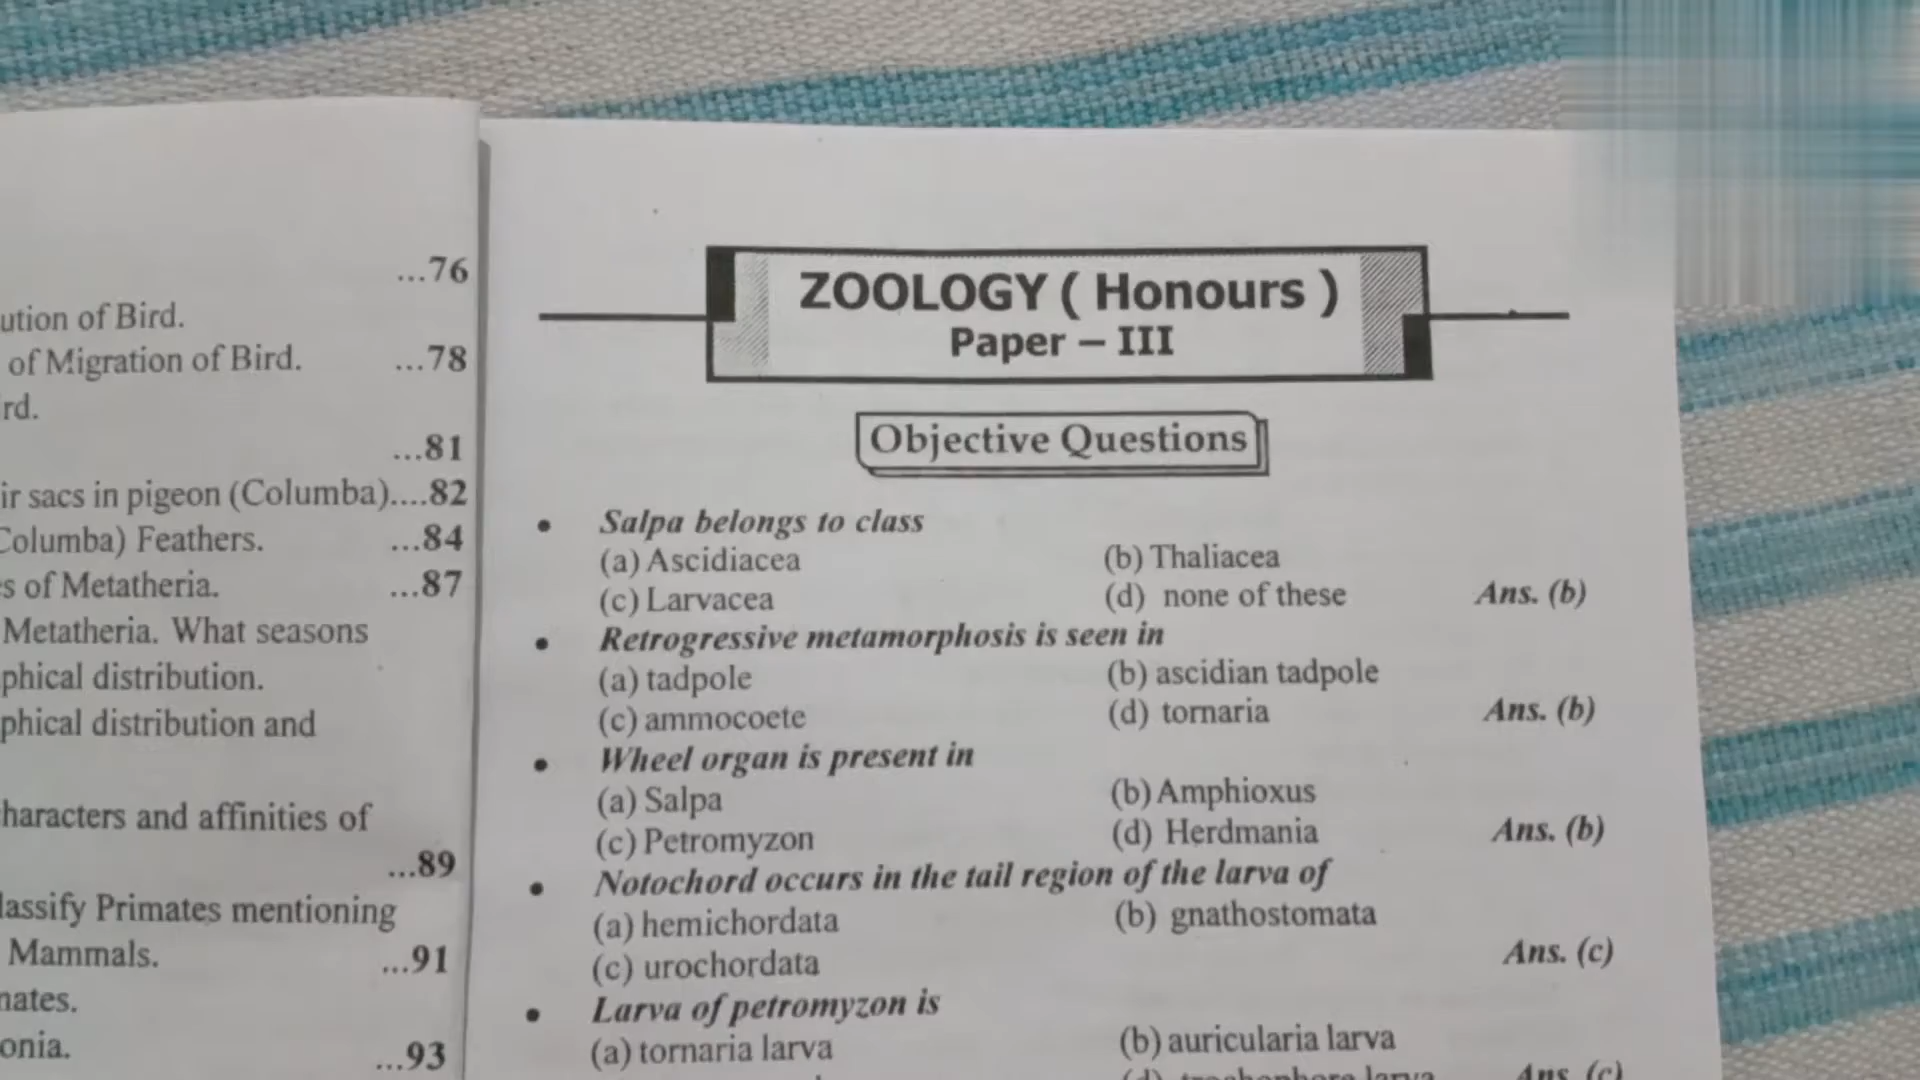 ...76
ution of Bird.
of Migration of Bird. ...78
rd.
...81
ir sacs in pigeon (Columba)....82
Columba) Feathers. ...84
s of Metatheria. ...87
Metatheria. What seasons
phical distribution.
phical distribution and
haracters and affinities of
...89
lassify Primates mentioning
Mammals. ...91
nates.
onia. ...93
ZOOLOGY ( Honours )
Paper – III
Objective Questions
• Salpa belongs to class
(a) Ascidiacea (b) Thaliacea
(c) Larvacea (d) none of these Ans. (b)
• Retrogressive metamorphosis is seen in
(a) tadpole (b) ascidian tadpole
(c) ammocoete (d) tornaria Ans. (b)
• Wheel organ is present in
(a) Salpa (b) Amphioxus
(c) Petromyzon (d) Herdmania Ans. (b)
• Notochord occurs in the tail region of the larva of
(a) hemichordata (b) gnathostomata
(c) urochordata Ans. (c)
• Larva of petromyzon is
(a) tornaria larva (b) auricularia larva
(d) trochophore larva Ans. (c)